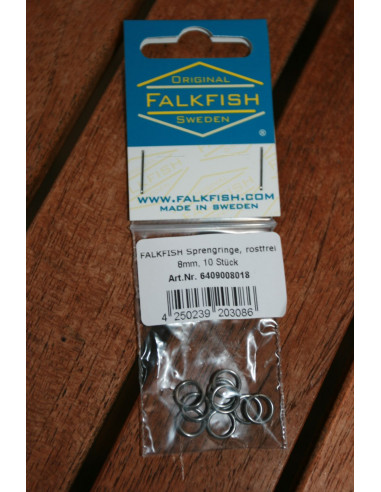 ORIGINAL
FALKFISH
SWEDEN
®
WWW.FALKFISH.COM
MADE IN SWEDEN
FALKFISH Sprengringe, rostfrei
8mm, 10 Stück
Art.Nr. 6409008018
4 250239 203086